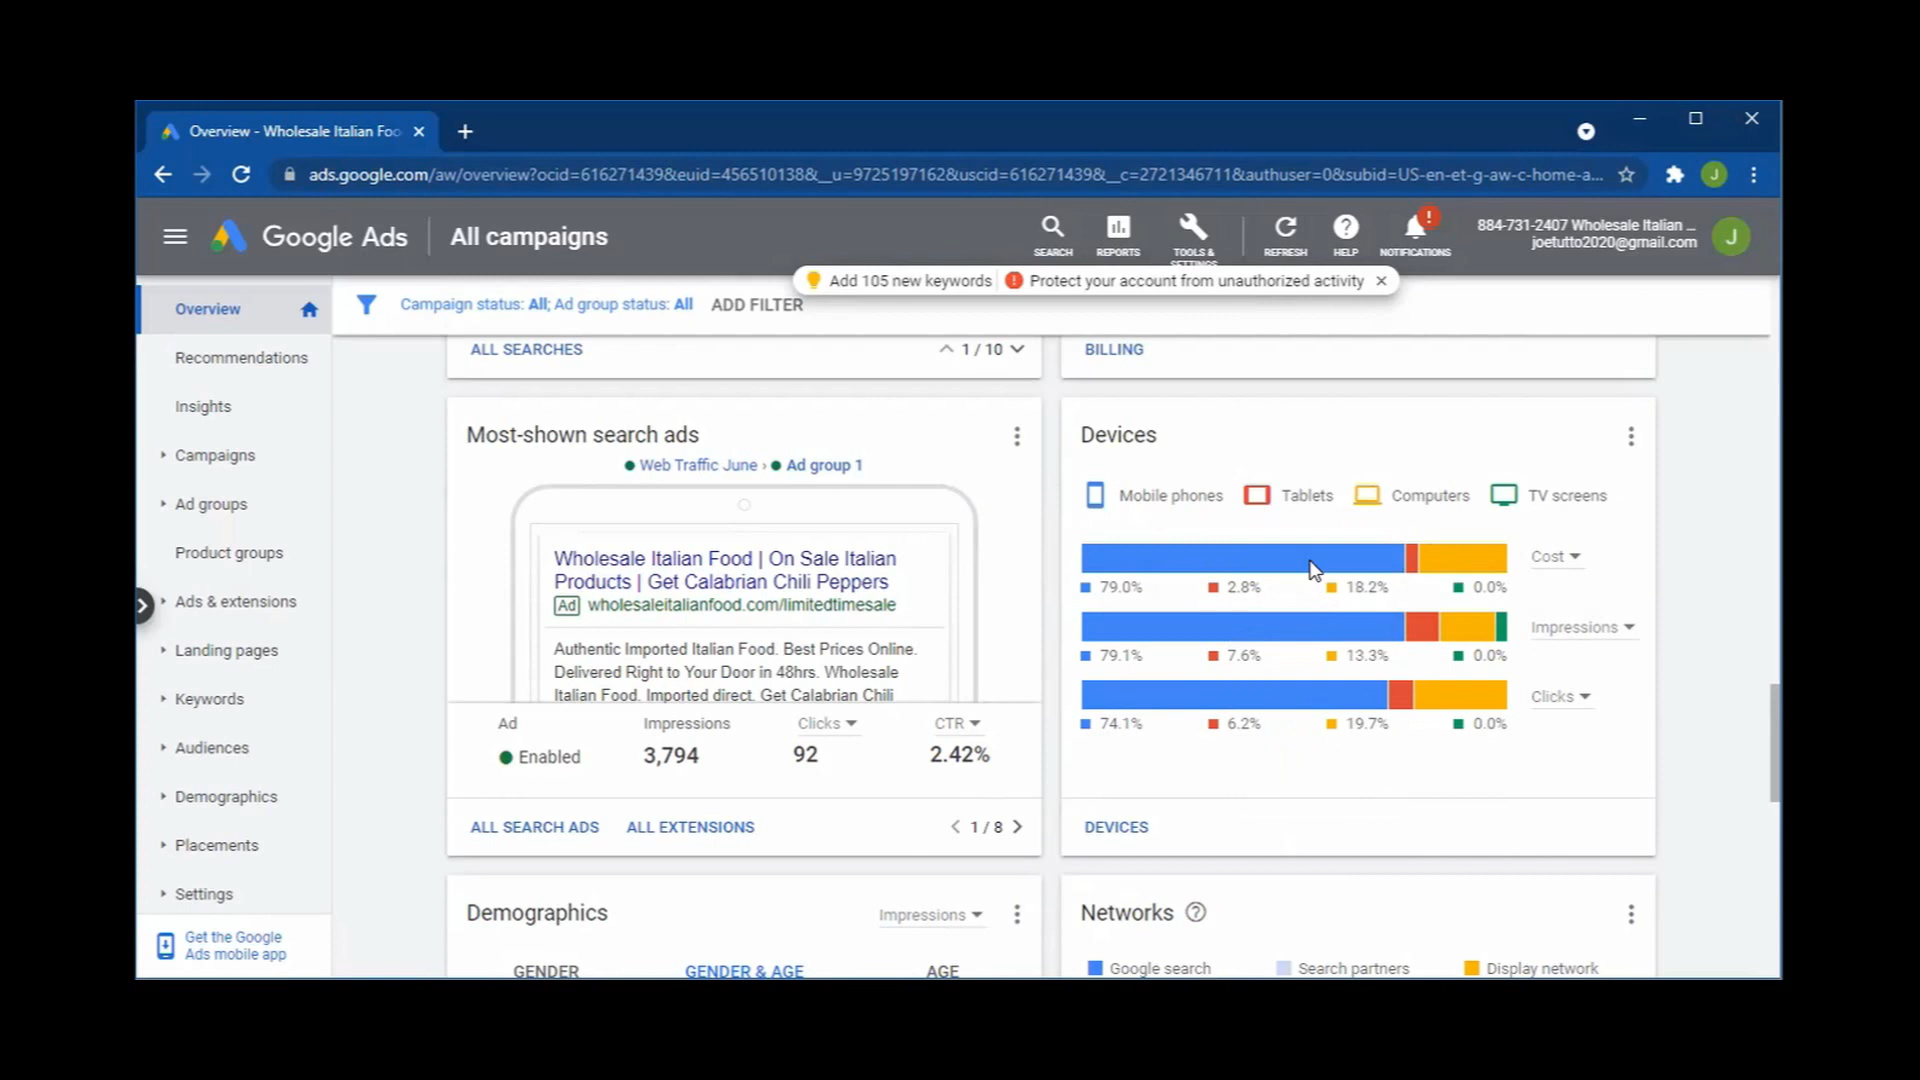 Overview - Wholesale Italian Foo
ads.google.com/aw/overview?ocid=616271439&euid=456510138&__u=9725197162&uscid=616271439&__c=2721346711&authuser=0&subid=US-en-et-g-aw-c-home-a...
J
Google Ads
All campaigns
SEARCH
REPORTS
TOOLS & SETTINGS
REFRESH
HELP
!
NOTIFICATIONS
884-731-2407 Wholesale Italian ...
joetutto2020@gmail.com
J
Add 105 new keywords
Protect your account from unauthorized activity
Overview
Recommendations
Insights
Campaigns
Ad groups
Product groups
Ads & extensions
Landing pages
Keywords
Audiences
Demographics
Placements
Settings
Get the Google
Ads mobile app
Campaign status: All; Ad group status: All
ADD FILTER
ALL SEARCHES
1 / 10
BILLING
Most-shown search ads
Web Traffic June › Ad group 1
Wholesale Italian Food | On Sale Italian
Products | Get Calabrian Chili Peppers
Ad wholesaleitalianfood.com/limitedtimesale
Authentic Imported Italian Food. Best Prices Online.
Delivered Right to Your Door in 48hrs. Wholesale
Italian Food. Imported direct. Get Calabrian Chili
Ad Impressions Clicks CTR
Enabled 3,794 92 2.42%
ALL SEARCH ADS
ALL EXTENSIONS
1 / 8
Devices
Mobile phones Tablets Computers TV screens
Cost
79.0% 2.8% 18.2% 0.0%
Impressions
79.1% 7.6% 13.3% 0.0%
Clicks
74.1% 6.2% 19.7% 0.0%
DEVICES
Demographics
Impressions
GENDER GENDER & AGE AGE
Networks
Google search Search partners Display network